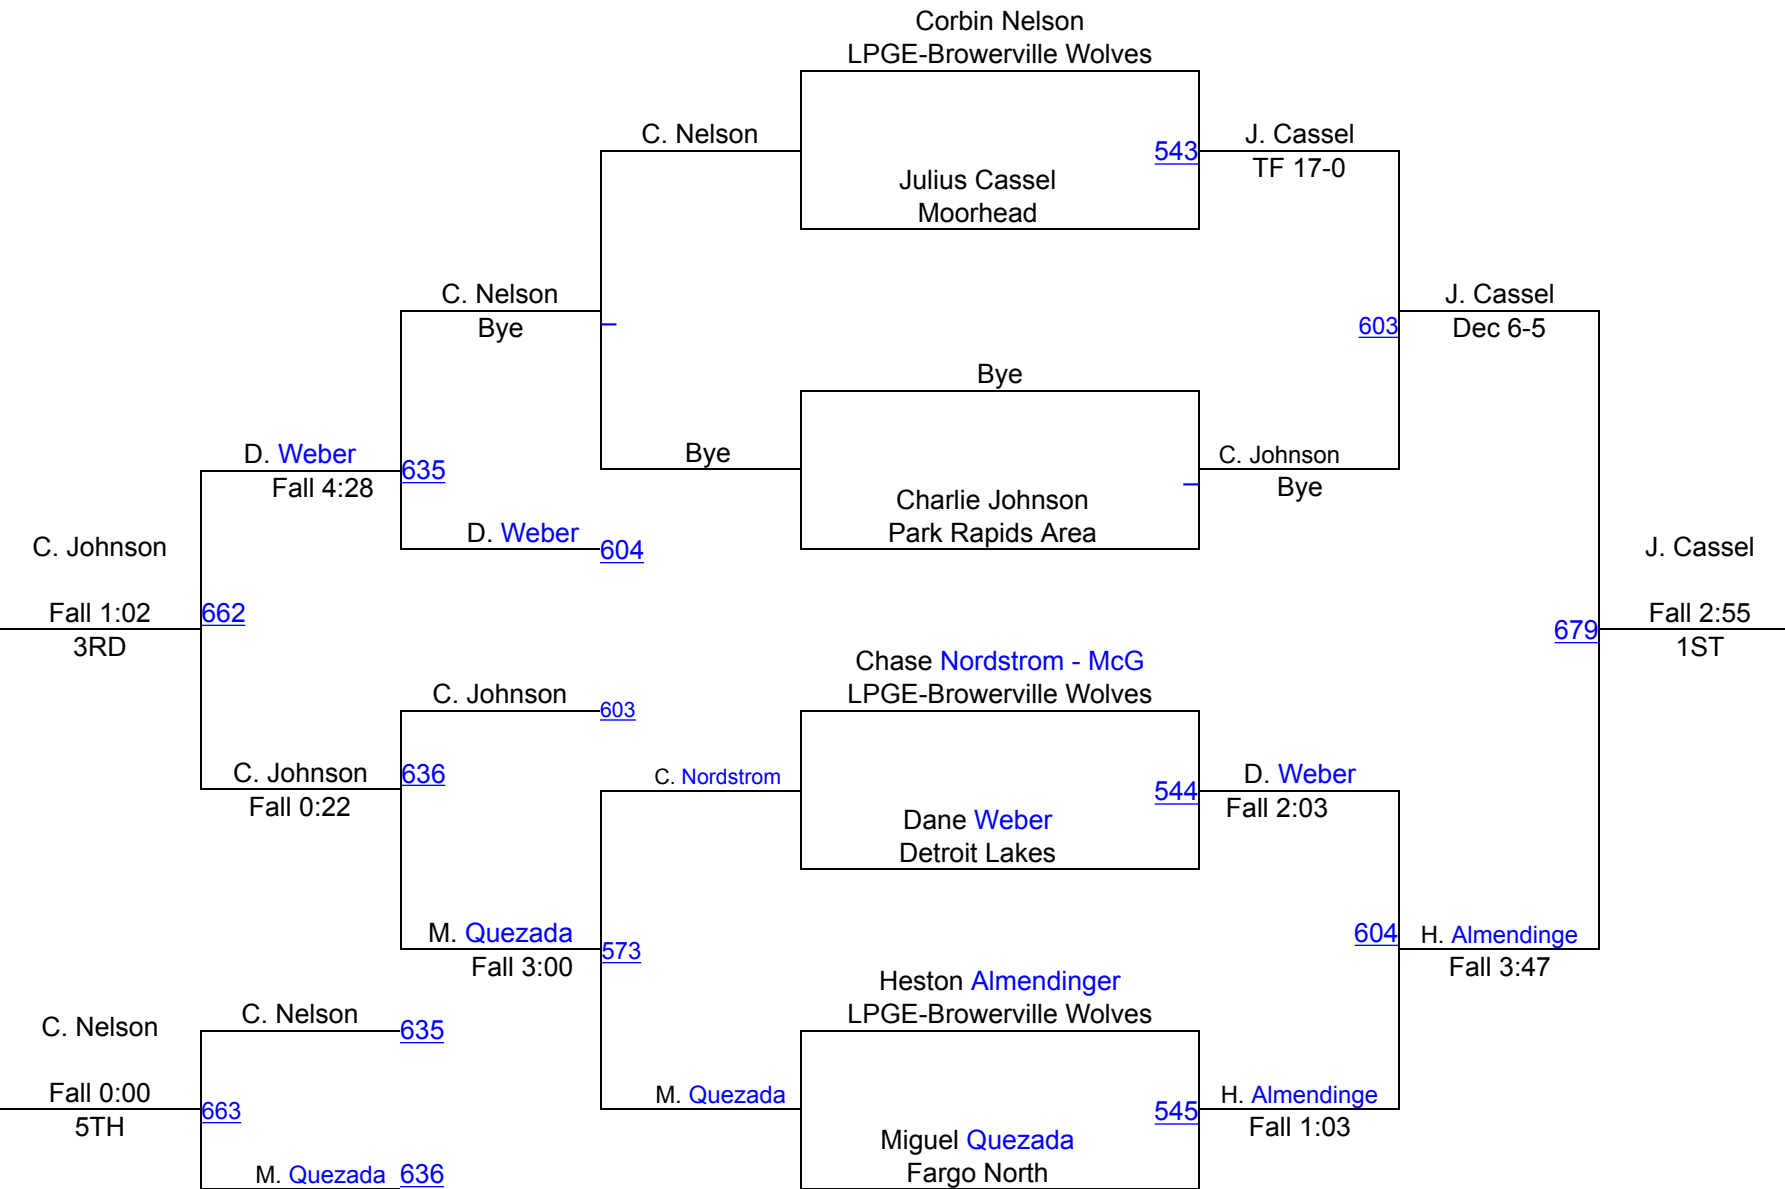 Corbin Nelson
LPGE-Browerville Wolves
C. Nelson
543
J. Cassel
TF 17-0
Julius Cassel
Moorhead
C. Nelson
Bye
603
J. Cassel
Dec 6-5
Bye
D. Weber
Fall 4:28
635
Bye
C. Johnson
Bye
Charlie Johnson
Park Rapids Area
D. Weber
604
C. Johnson
Fall 1:02
3RD
662
J. Cassel
Fall 2:55
1ST
679
Chase Nordstrom - McG
LPGE-Browerville Wolves
C. Johnson
603
C. Johnson
Fall 0:22
636
C. Nordstrom
544
D. Weber
Fall 2:03
Dane Weber
Detroit Lakes
M. Quezada
Fall 3:00
573
604
H. Almendinge
Fall 3:47
Heston Almendinger
LPGE-Browerville Wolves
C. Nelson
C. Nelson
635
Fall 0:00
5TH
663
M. Quezada
545
H. Almendinge
Fall 1:03
Miguel Quezada
Fargo North
M. Quezada
636